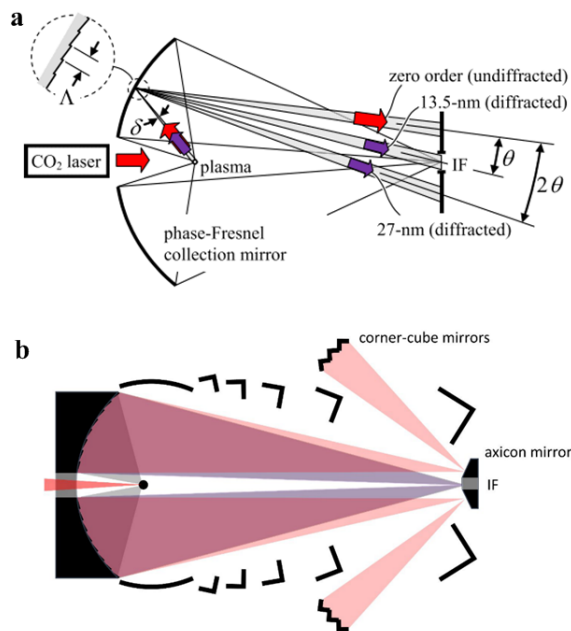 a
Λ
δ
CO₂ laser
plasma
phase-Fresnel
collection mirror
zero order (undiffracted)
13.5-nm (diffracted)
IF
θ
2θ
27-nm (diffracted)
b
corner-cube mirrors
axicon mirror
IF